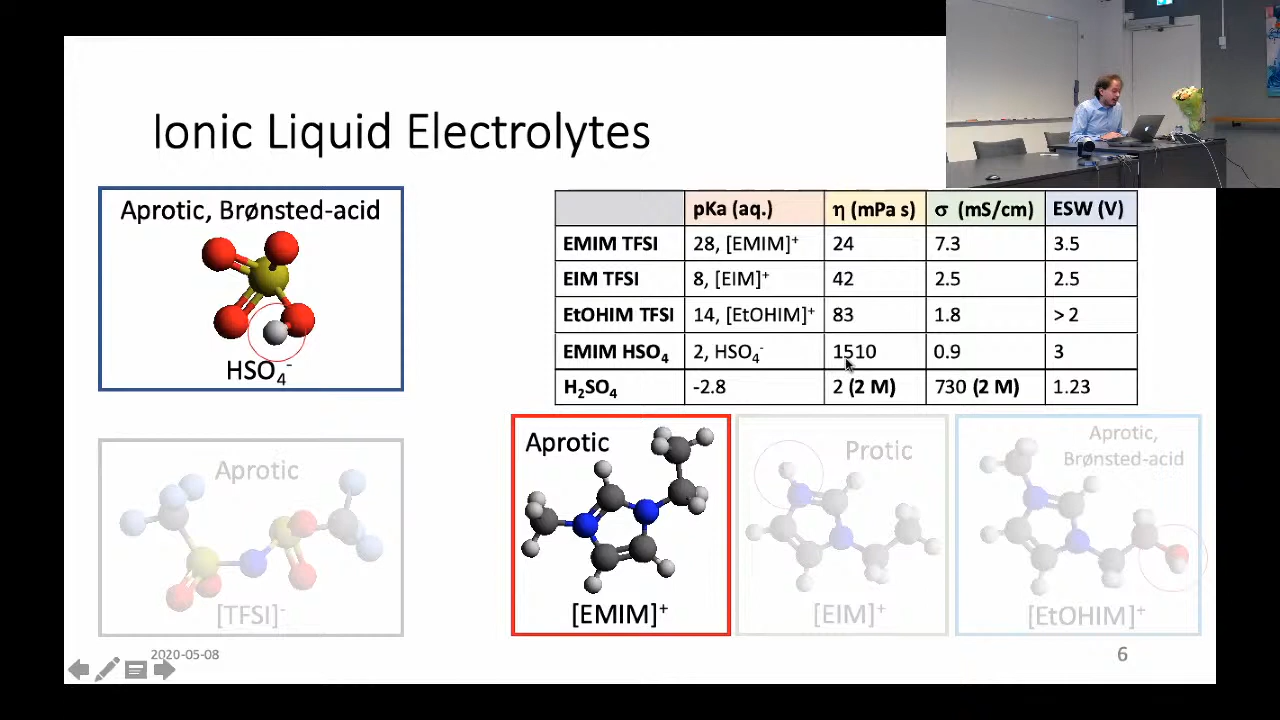 Ionic Liquid Electrolytes
Aprotic, Brønsted-acid
HSO₄⁻
Aprotic
[TFSI]⁻
pKa (aq.) η (mPa s) σ (mS/cm) ESW (V)
EMIM TFSI 28, [EMIM]⁺ 24 7.3 3.5
EIM TFSI 8, [EIM]⁺ 42 2.5 2.5
EtOHIM TFSI 14, [EtOHIM]⁺ 83 1.8 > 2
EMIM HSO₄ 2, HSO₄⁻ 1510 0.9 3
H₂SO₄ -2.8 2 (2 M) 730 (2 M) 1.23
Aprotic
[EMIM]⁺
Protic
[EIM]⁺
Aprotic,
Brønsted-acid
[EtOHIM]⁺
2020-05-08
6